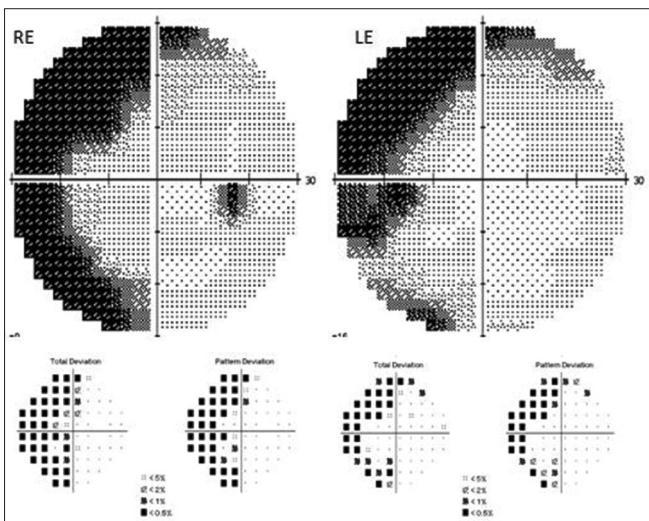 RE
LE
30
30
Total Deviation
Pattern Deviation
Total Deviation
Pattern Deviation
< 5%
< 2%
< 1%
< 0.5%
< 5%
< 2%
< 1%
< 0.5%